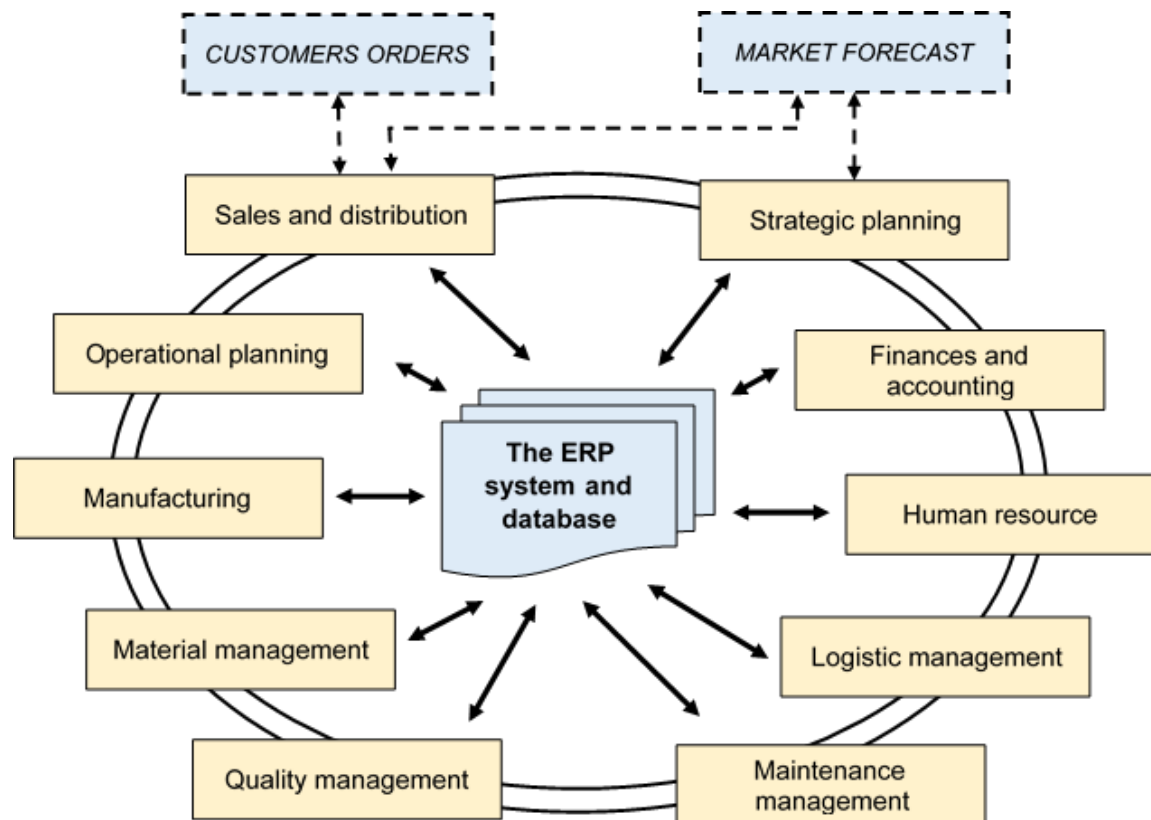 CUSTOMERS ORDERS
MARKET FORECAST
Sales and distribution
Strategic planning
Operational planning
Finances and
accounting
The ERP
system and
database
Manufacturing
Human resource
Material management
Logistic management
Quality management
Maintenance
management